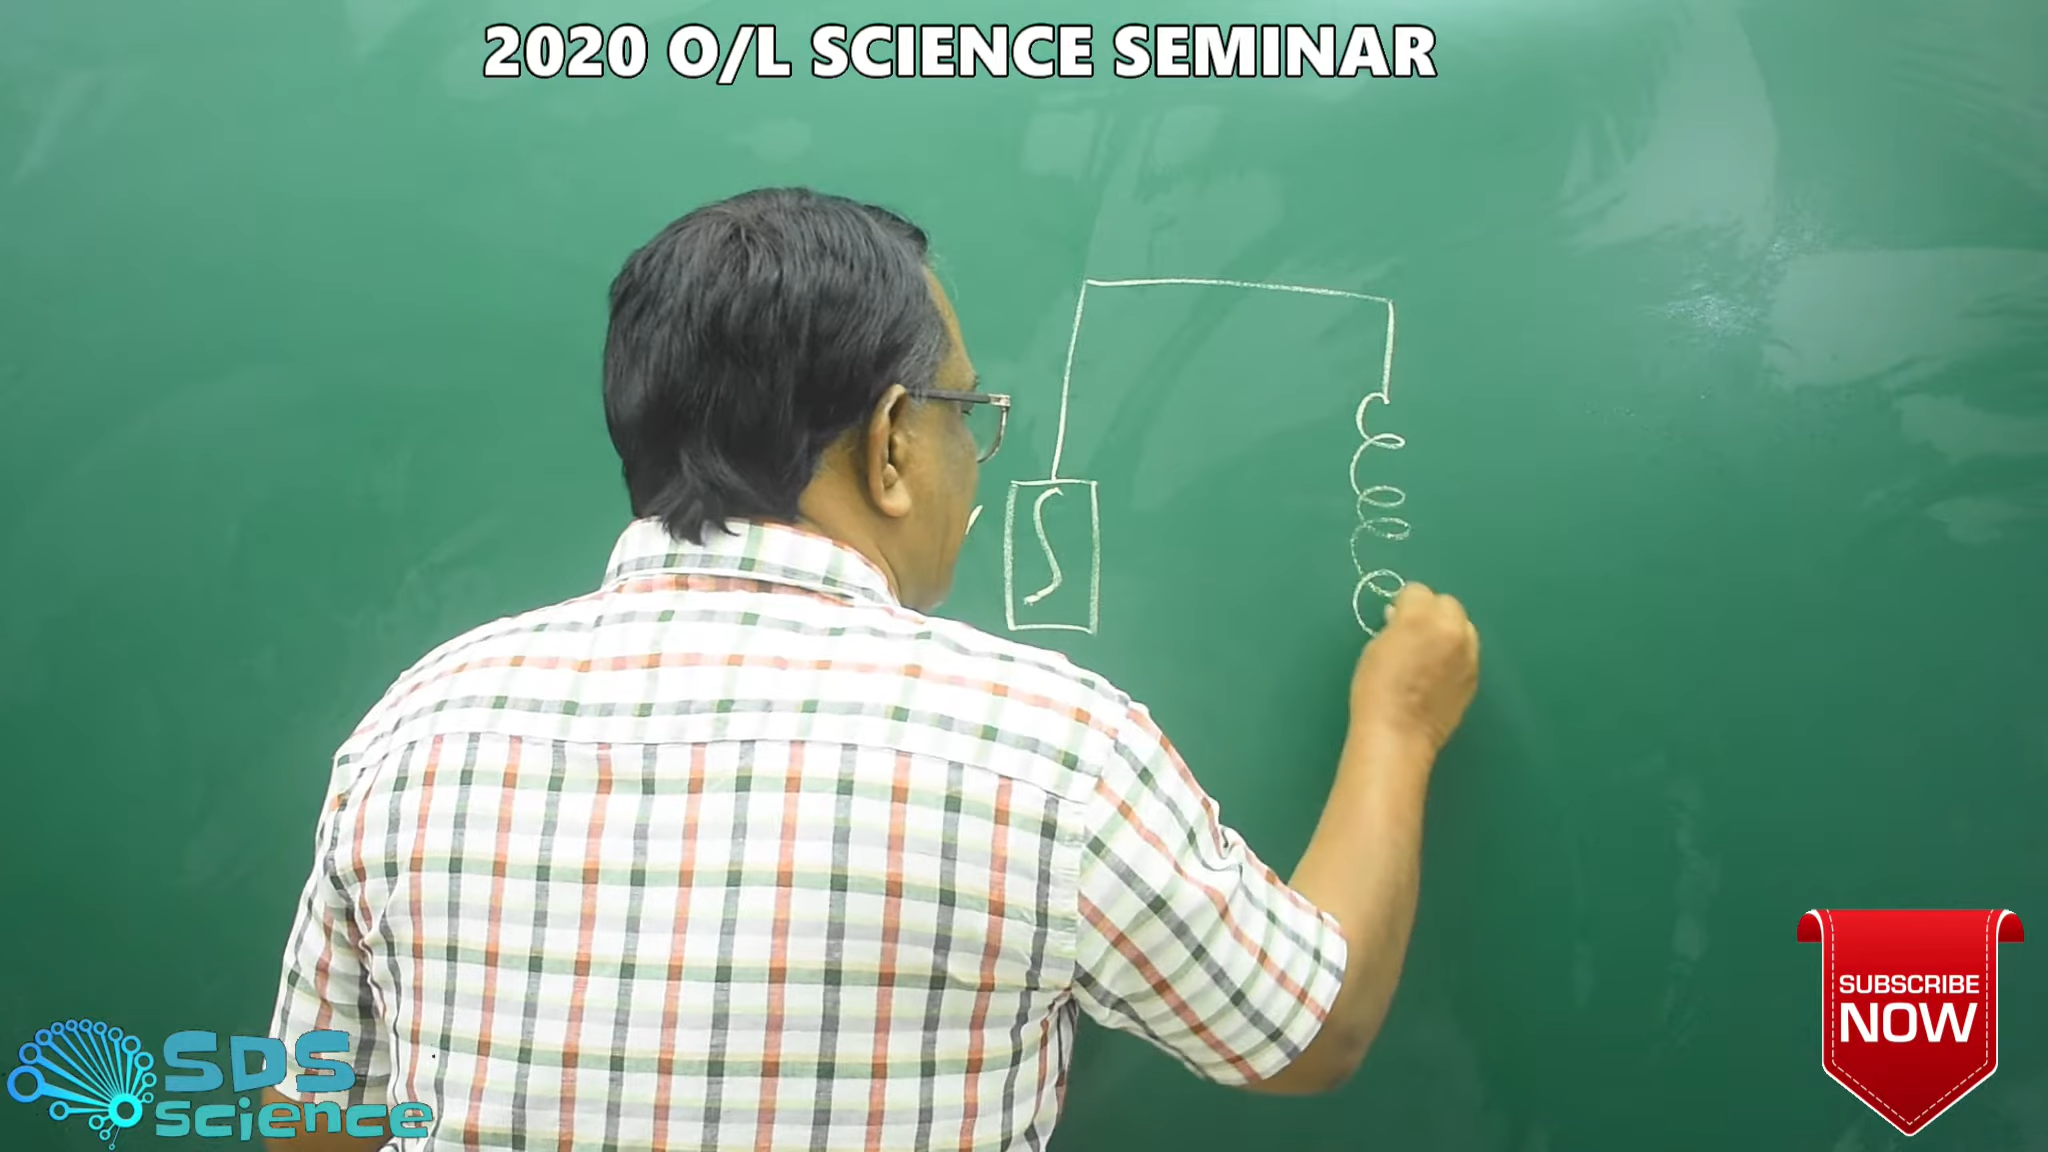 2020 O/L SCIENCE SEMINAR
S
SUBSCRIBE
NOW
SDS
science